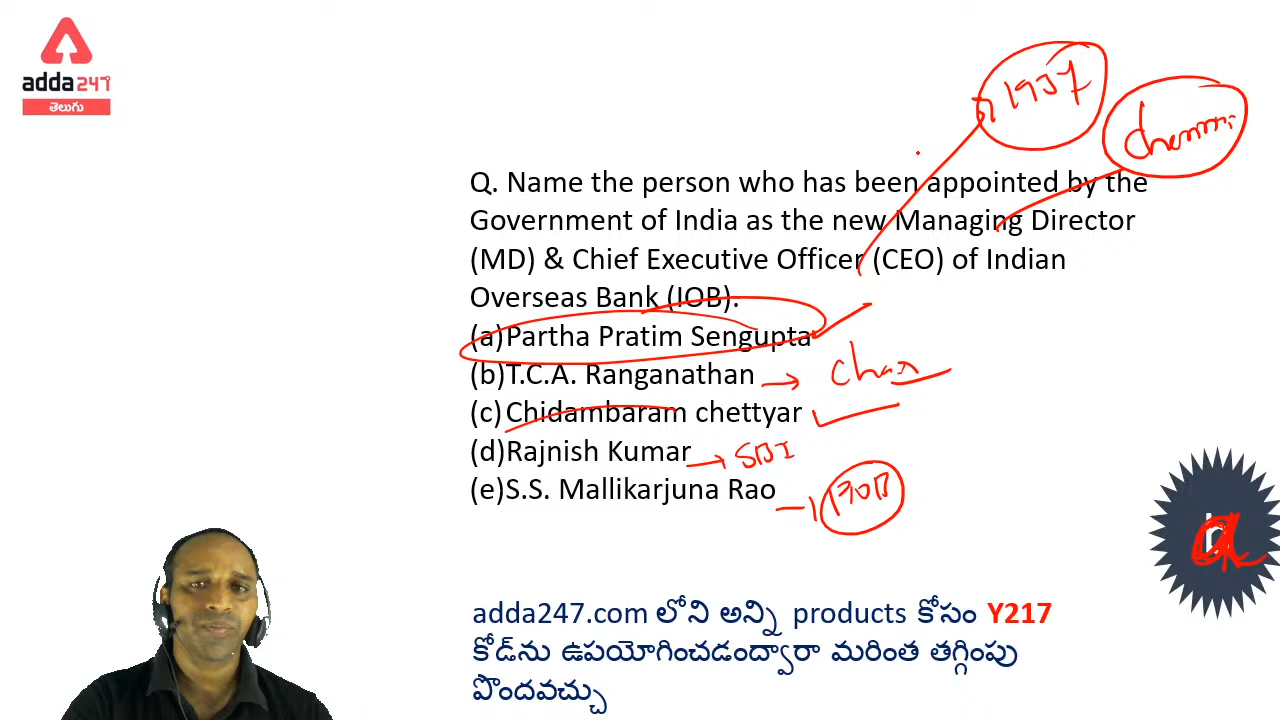 adda247
తెలుగు
1937
Chennai
Q. Name the person who has been appointed by the
Government of India as the new Managing Director
(MD) & Chief Executive Officer (CEO) of Indian
Overseas Bank (IOB).
(a)Partha Pratim Sengupta
(b)T.C.A. Ranganathan
(c)Chidambaram chettyar
(d)Rajnish Kumar → SBI
(e)S.S. Mallikarjuna Rao
a
adda247.com లోని అన్ని products కోసం Y217
కోడ్‌ను ఉపయోగించడంద్వారా మరింత తగ్గింపు
పొందవచ్చు